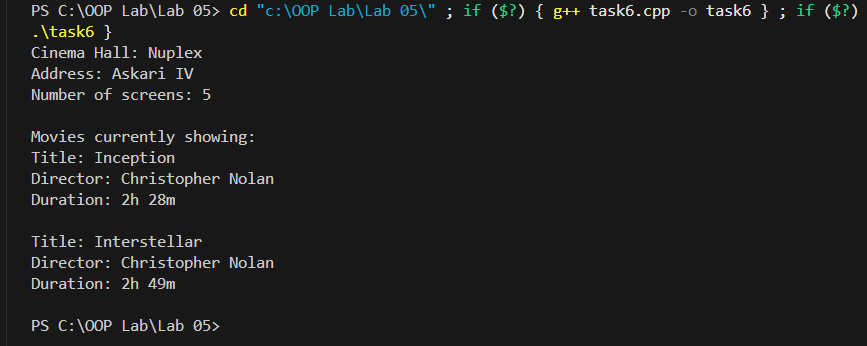 PS C:\OOP Lab\Lab 05> cd "c:\OOP Lab\Lab 05\" ; if ($?) { g++ task6.cpp -o task6 } ; if ($?)
.\task6 }
Cinema Hall: Nuplex
Address: Askari IV
Number of screens: 5
Movies currently showing:
Title: Inception
Director: Christopher Nolan
Duration: 2h 28m
Title: Interstellar
Director: Christopher Nolan
Duration: 2h 49m
PS C:\OOP Lab\Lab 05>